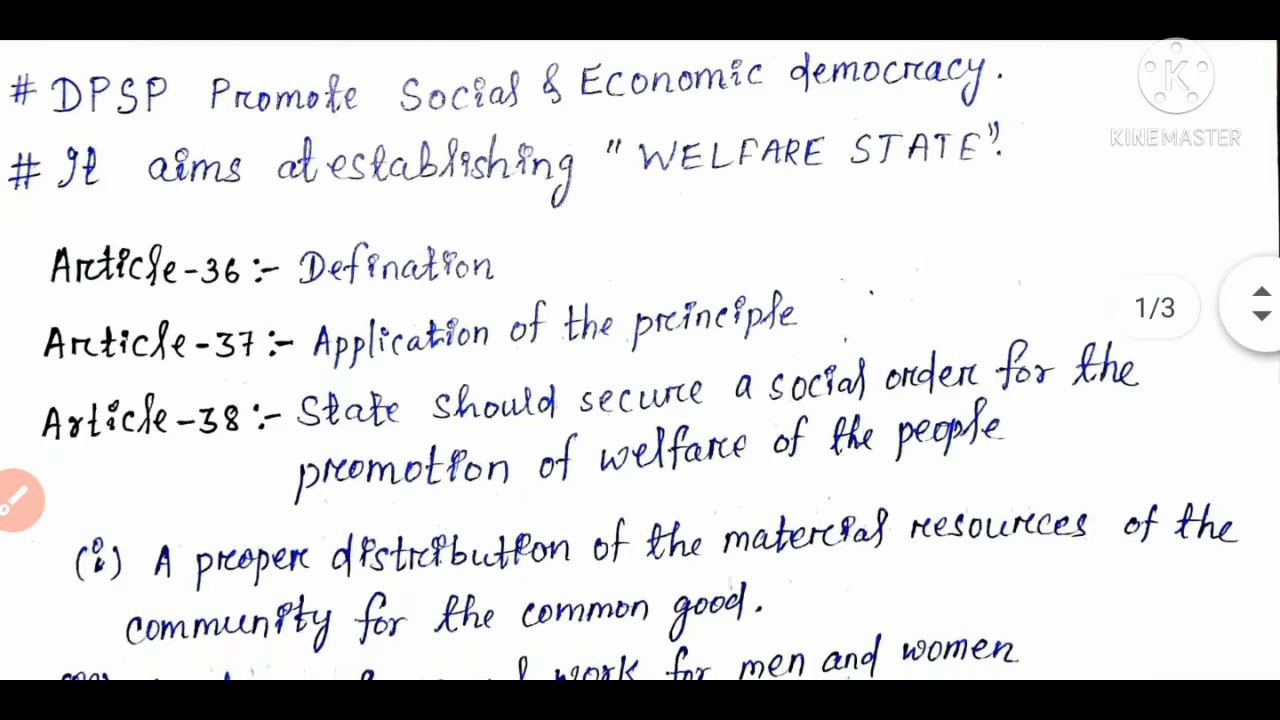 # DPSP Promote Social & Economic democracy.
# It aims at establishing "WELFARE STATE".
KINEMASTER
Article-36 :- Defination
1/3
Article-37 :- Application of the principle
Article-38 :- State should secure a social order for the
promotion of welfare of the people
(i) A proper distribution of the material resources of the
community for the common good.
work for men and women